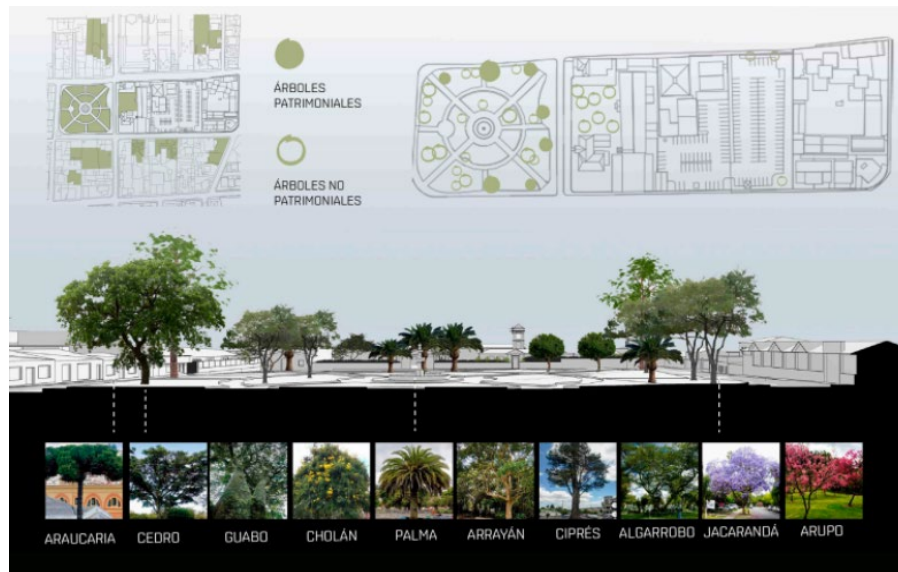 ÁRBOLES
PATRIMONIALES
ÁRBOLES NO
PATRIMONIALES
ARAUCARIA
CEDRO
GUABO
CHOLÁN
PALMA
ARRAYÁN
CIPRÉS
ALGARROBO
JACARANDÁ
ARUPO